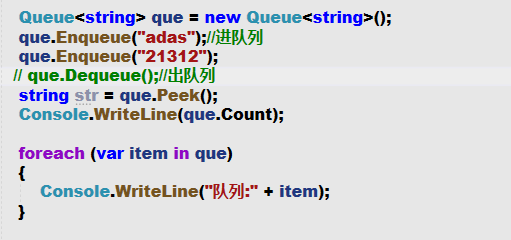 Queue<string> que = new Queue<string>();
que.Enqueue("adas");//进队列
que.Enqueue("21312");
// que.Dequeue();//出队列
string str = que.Peek();
Console.WriteLine(que.Count);
foreach (var item in que)
{
Console.WriteLine("队列:" + item);
}